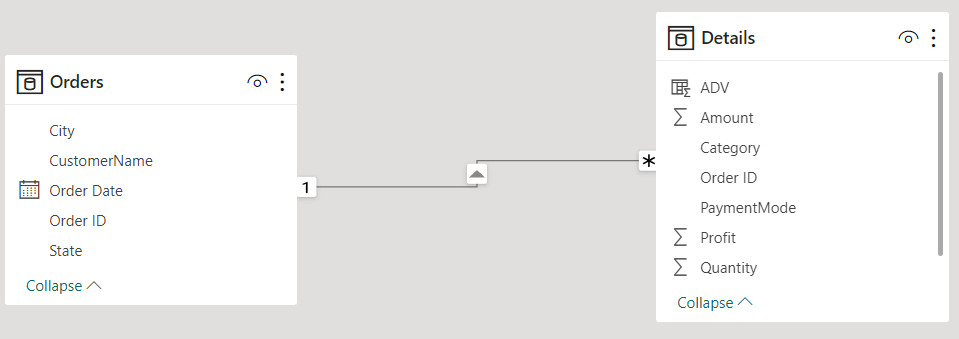 Orders
City
CustomerName
Order Date
Order ID
State
Collapse
1
*
Details
ADV
Amount
Category
Order ID
PaymentMode
Profit
Quantity
Collapse